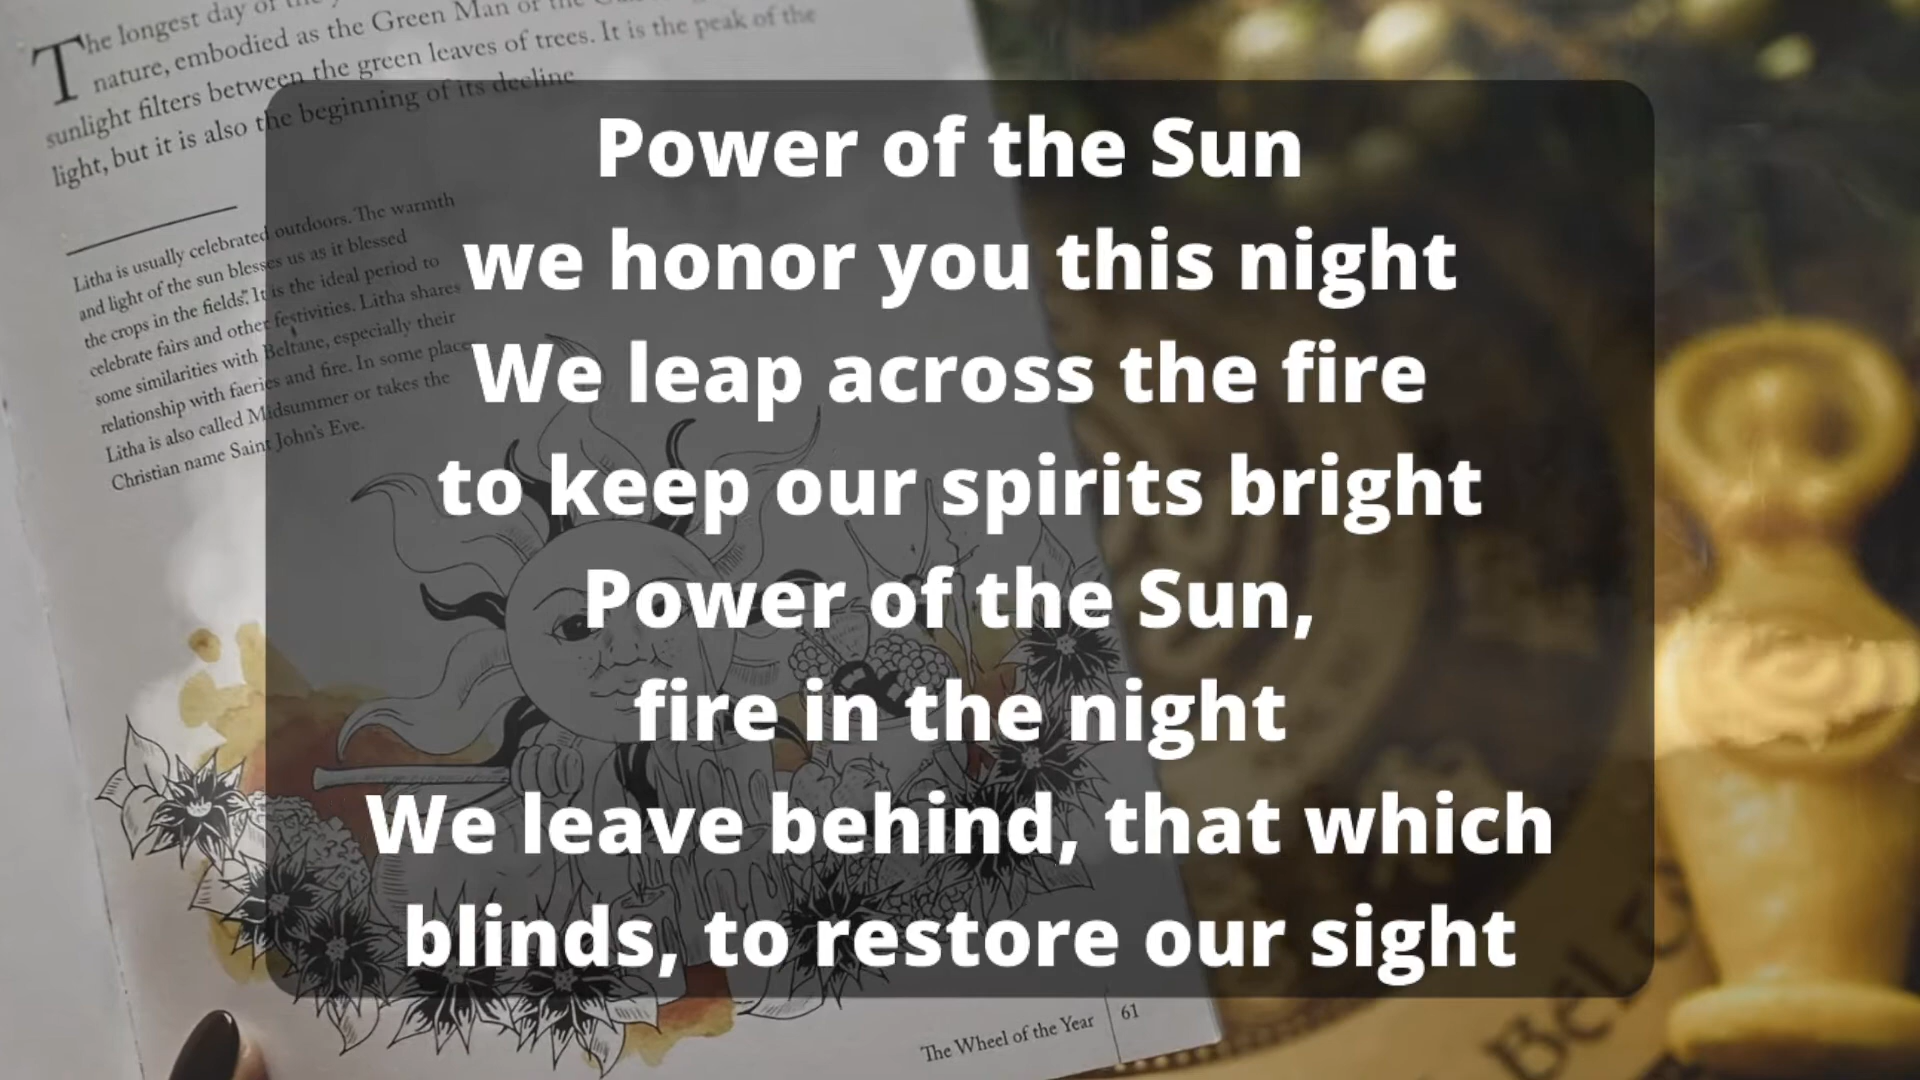 The longest day of the
nature, embodied as the Green Man or the
sunlight filters between the green leaves of trees. It is the peak of the
light, but it is also the beginning of its decline
Litha is usually celebrated outdoors. The warmth
and light of the sun blesses us as it blessed
the crops in the fields". It is the ideal period to
celebrate fairs and other festivities. Litha shares
some similarities with Beltane, especially their
relationship with faeries and fire. In some place
Litha is also called Midsummer or takes the
Christian name Saint John's Eve.
Power of the Sun
we honor you this night
We leap across the fire
to keep our spirits bright
Power of the Sun,
fire in the night
We leave behind, that which
blinds, to restore our sight
The Wheel of the Year 61